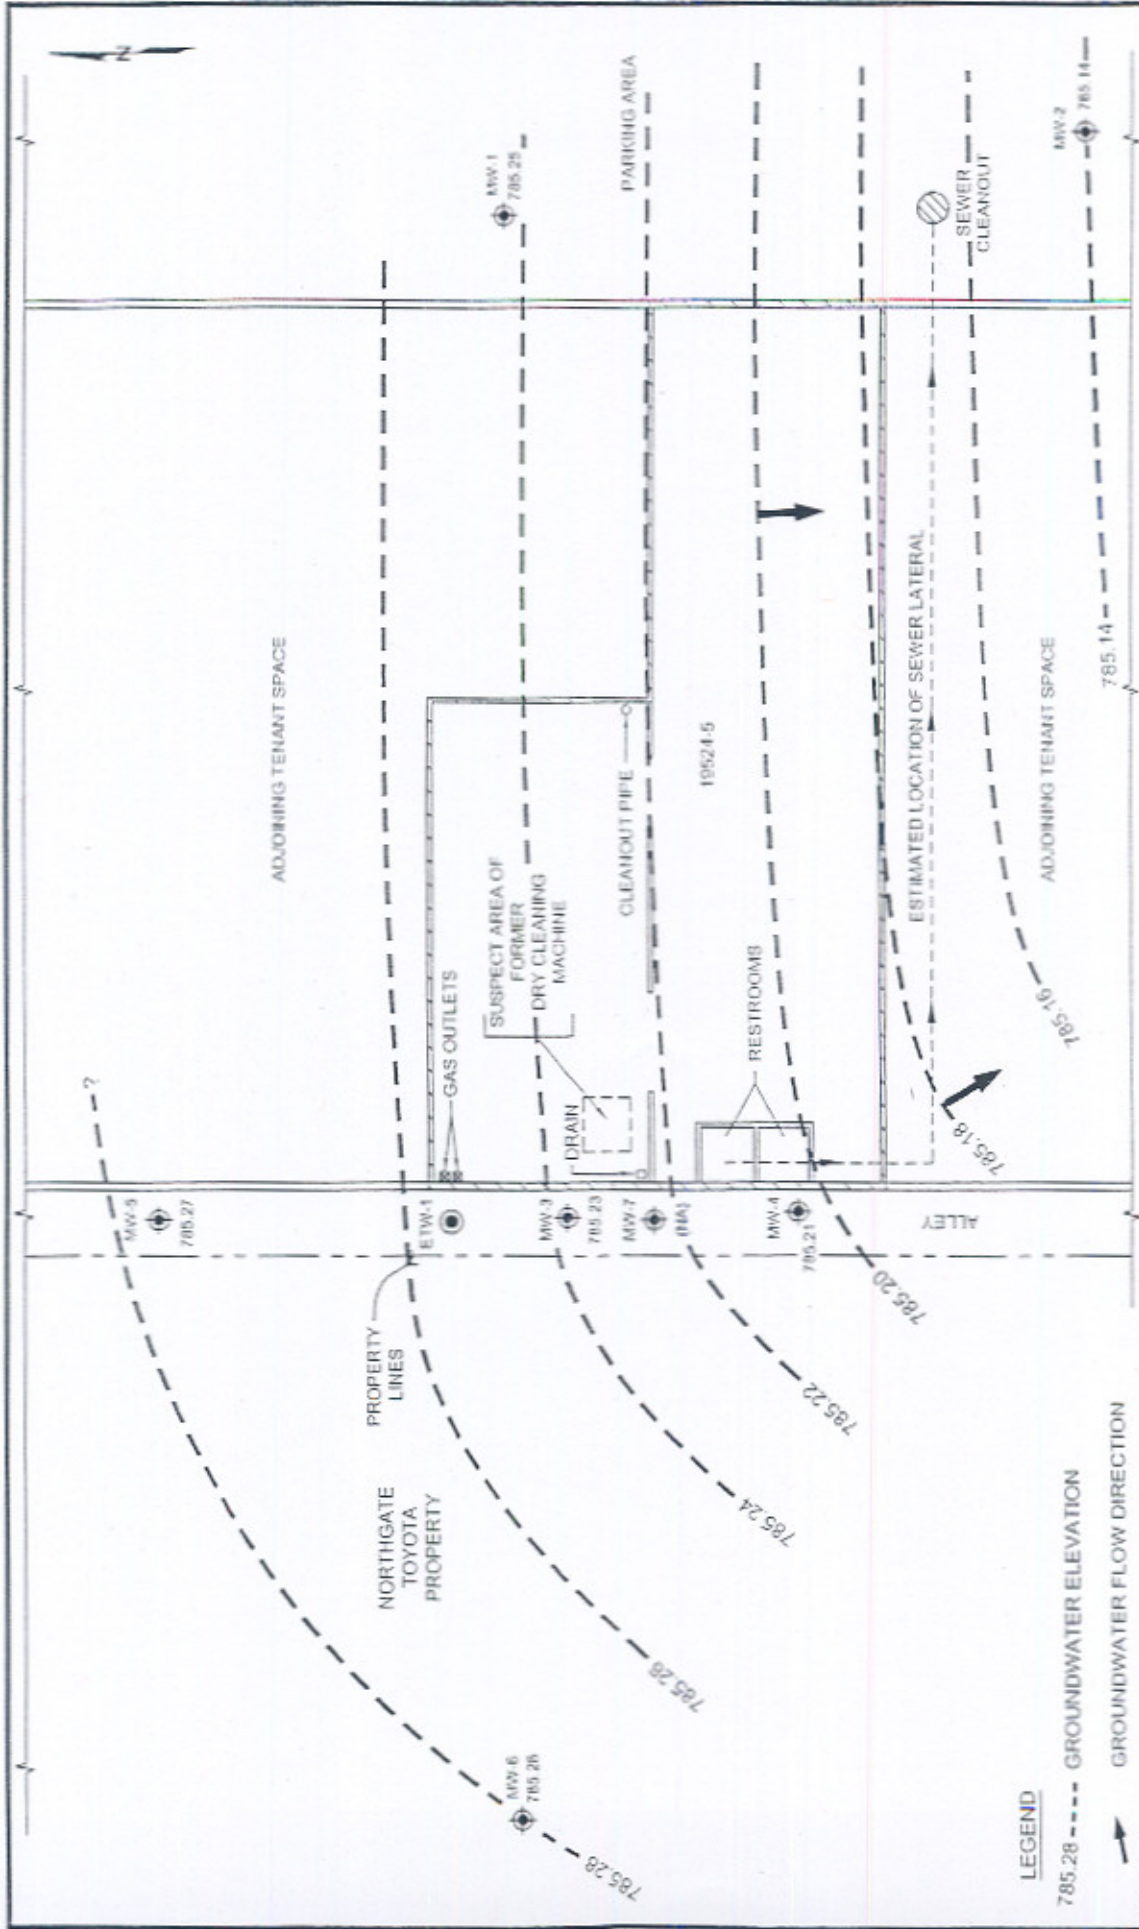 N
ADJOINING TENANT SPACE
PARKING AREA
MW-1
785.25
MW-2
785.14
SEWER
CLEANOUT
GAS OUTLETS
SUSPECT AREA OF
FORMER
DRY CLEANING
MACHINE
DRAIN
CLEANOUT PIPE
19524-5
RESTROOMS
ESTIMATED LOCATION OF SEWER LATERAL
ADJOINING TENANT SPACE
785.14
785.16
785.18
?
MW-5
785.27
ETW-1
MW-3
785.23
MW-7
(NA)
MW-4
785.21
ALLEY
PROPERTY
LINES
NORTHGATE
TOYOTA
PROPERTY
785.20
785.22
785.24
785.26
MW-6
785.28
LEGEND
785.28 ---- GROUNDWATER ELEVATION
GROUNDWATER FLOW DIRECTION